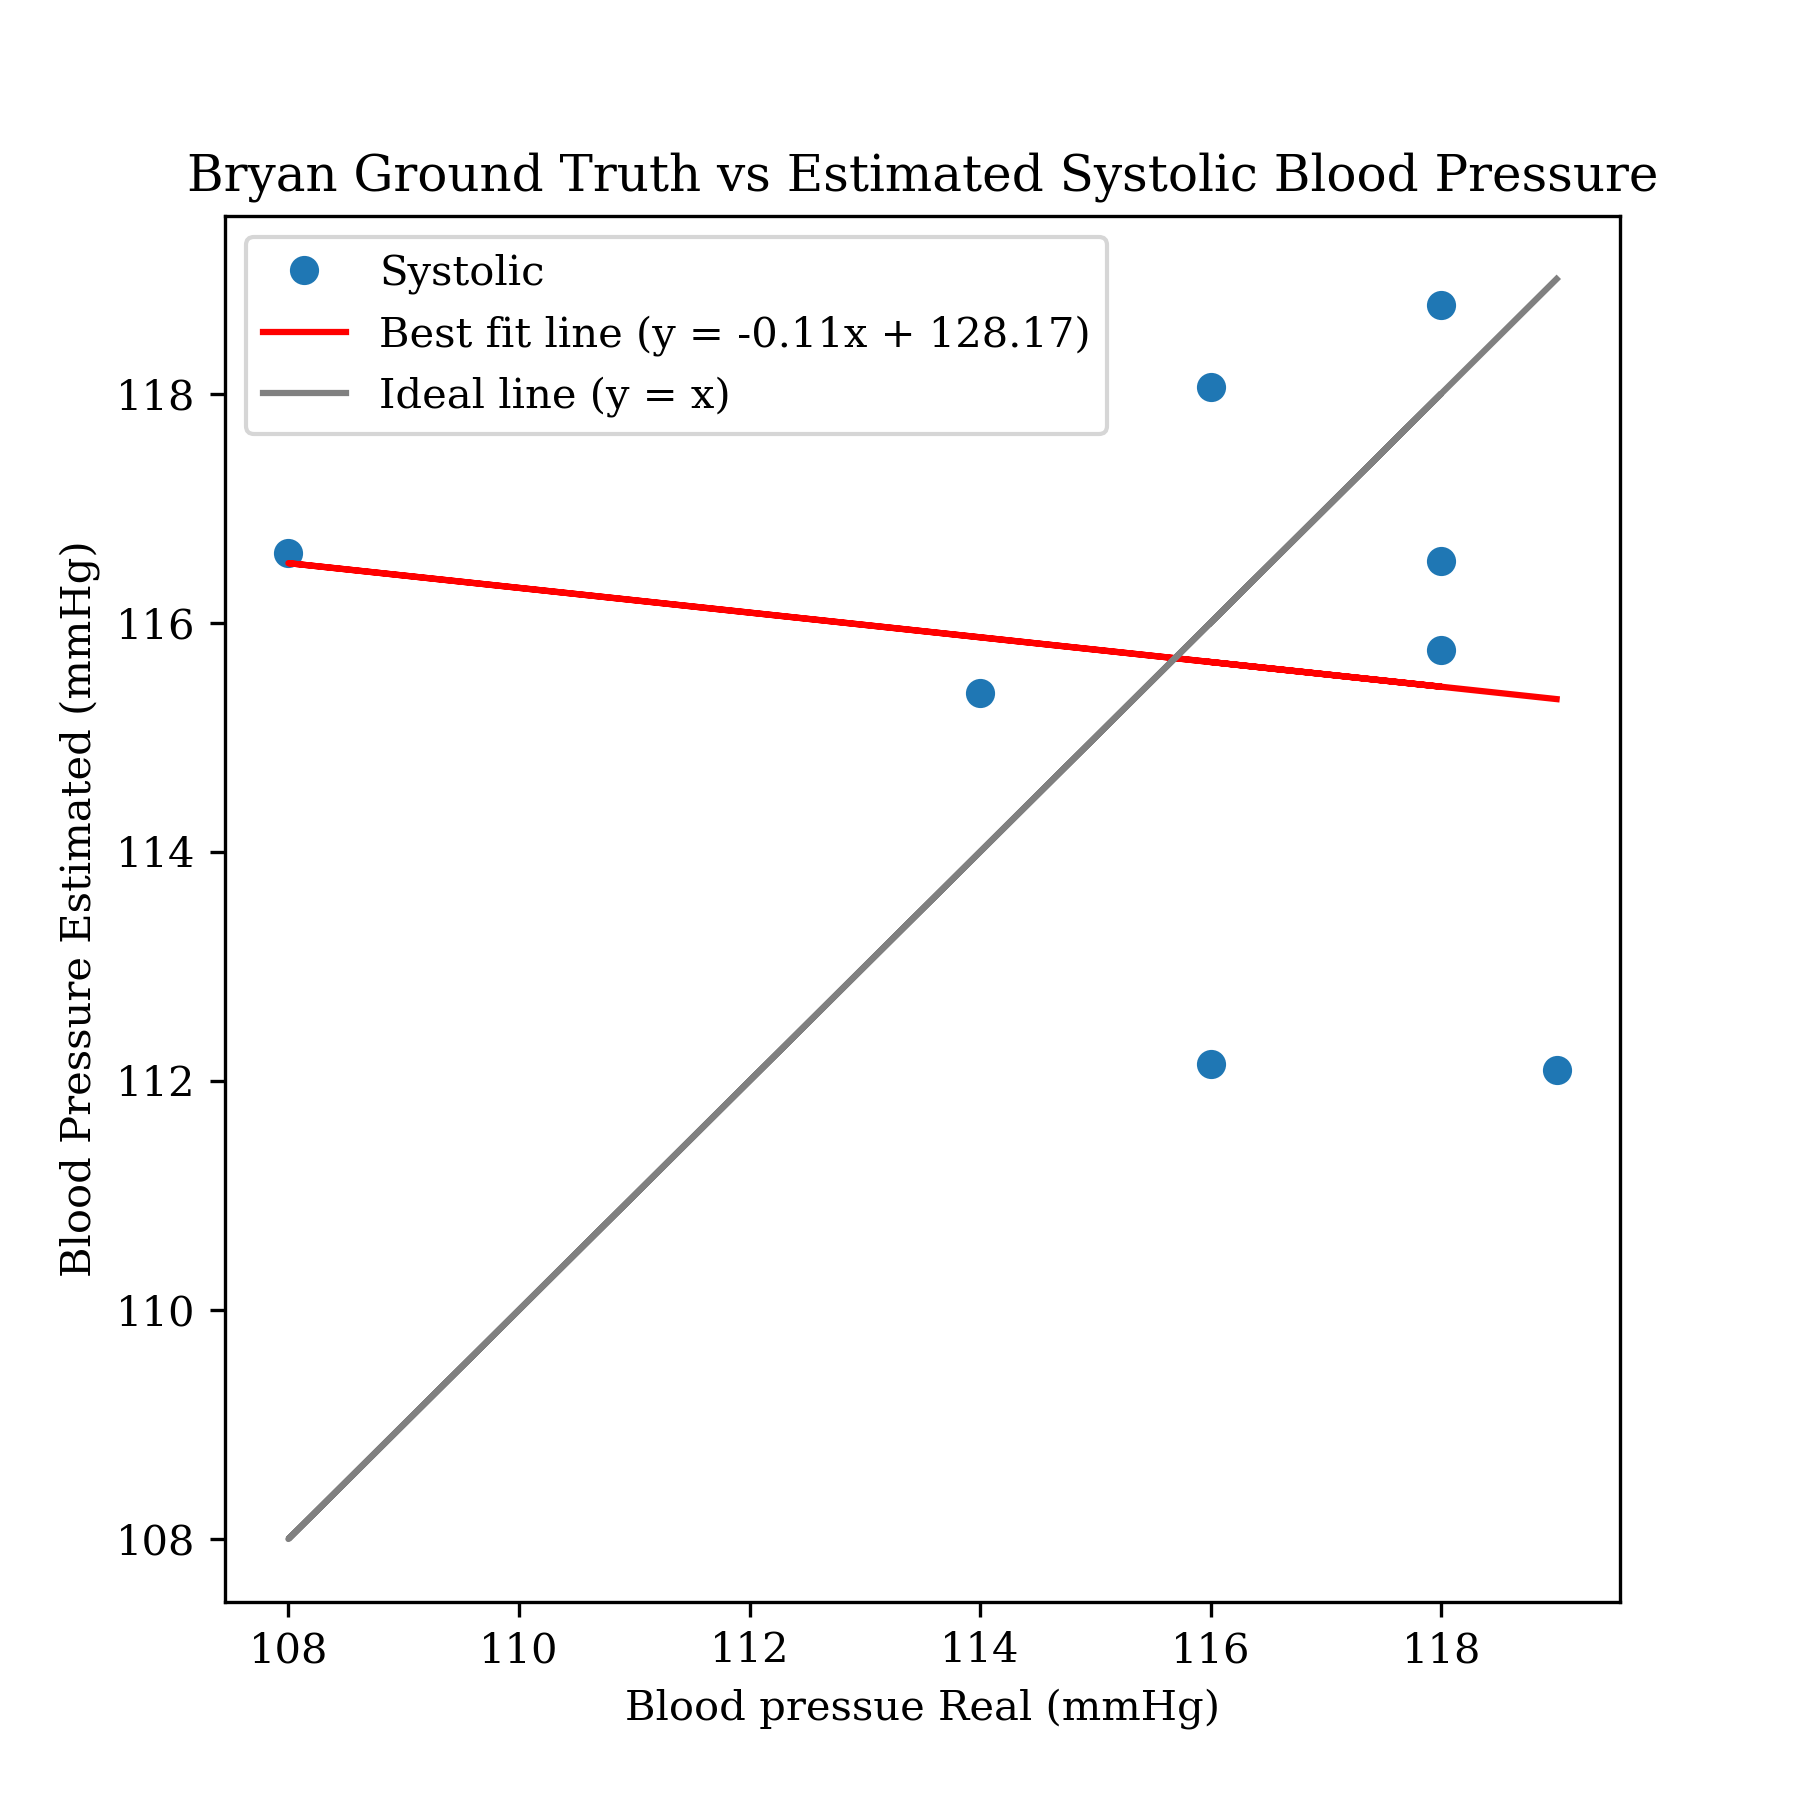 Bryan Ground Truth vs Estimated Systolic Blood Pressure
Systolic
Best fit line (y = -0.11x + 128.17)
Ideal line (y = x)
118
116
114
112
110
108
Blood Pressure Estimated (mmHg)
108 110 112 114 116 118
Blood pressue Real (mmHg)